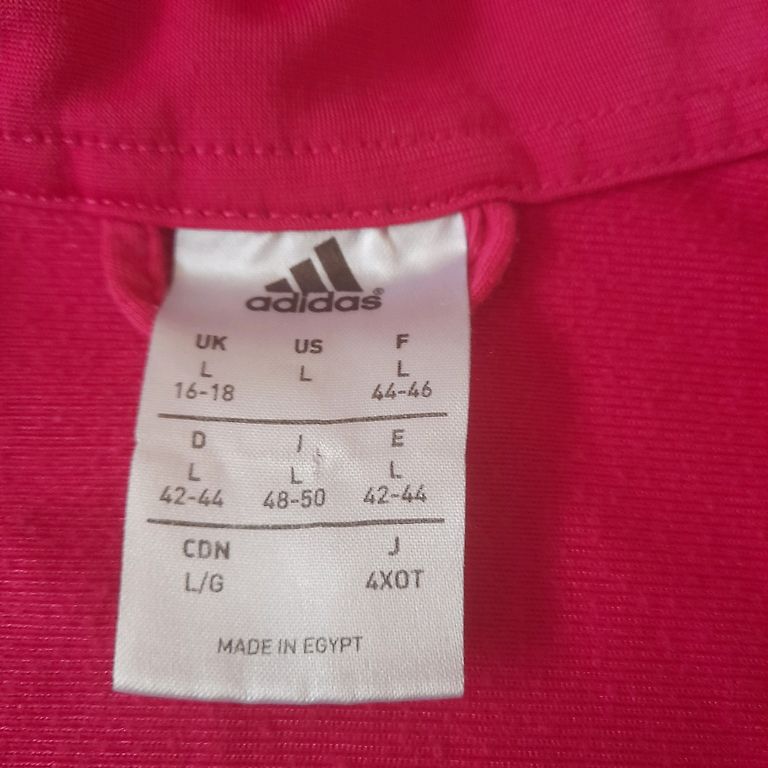 adidas®
UK US F
L L L
16-18 44-46
D I E
L L L
42-44 48-50 42-44
CDN J
L/G 4XOT
MADE IN EGYPT